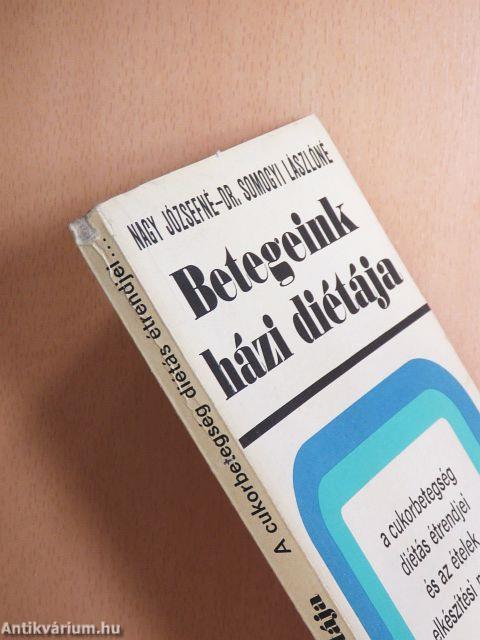 NAGY JÓZSEFNÉ–DR. SOMOGYI LÁSZLÓNÉ
Betegeink
házi diétája
a cukorbetegség
diétás étrendjei
és az ételek
elkészítési
A cukorbetegség diétás étrendjei...
Antikvárium.hu